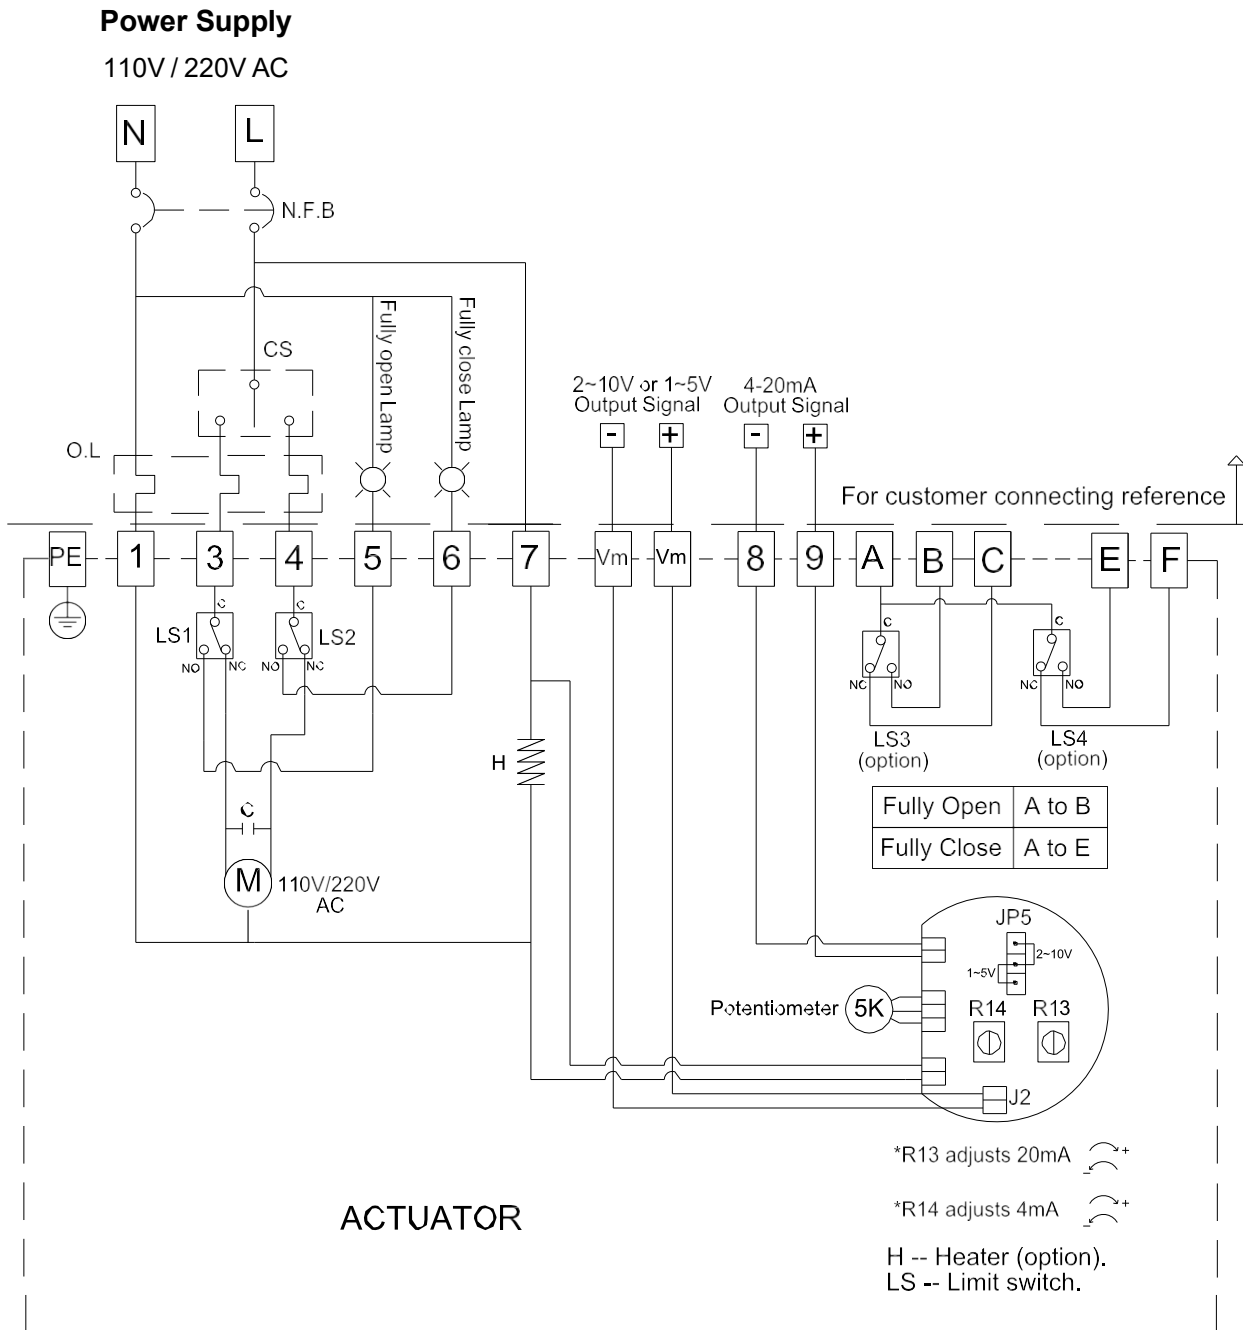 Power Supply
110V / 220V AC
N
L
N.F.B
CS
Fully open Lamp
Fully close Lamp
O.L
2~10V or 1~5V
Output Signal
4-20mA
Output Signal
-
+
-
+
For customer connecting reference
PE
1
3
4
5
6
7
Vm
Vm
8
9
A
B
C
E
F
C
C
LS1
LS2
NO
NC
NO
NC
C
C
NC
NO
NC
NO
LS3
(option)
LS4
(option)
H
Fully Open A to B
Fully Close A to E
C
M
110V/220V
AC
JP5
2~10V
1~5V
Potentiometer
5K
R14
R13
J2
*R13 adjusts 20mA
+
-
*R14 adjusts 4mA
+
-
ACTUATOR
H -- Heater (option).
LS -- Limit switch.